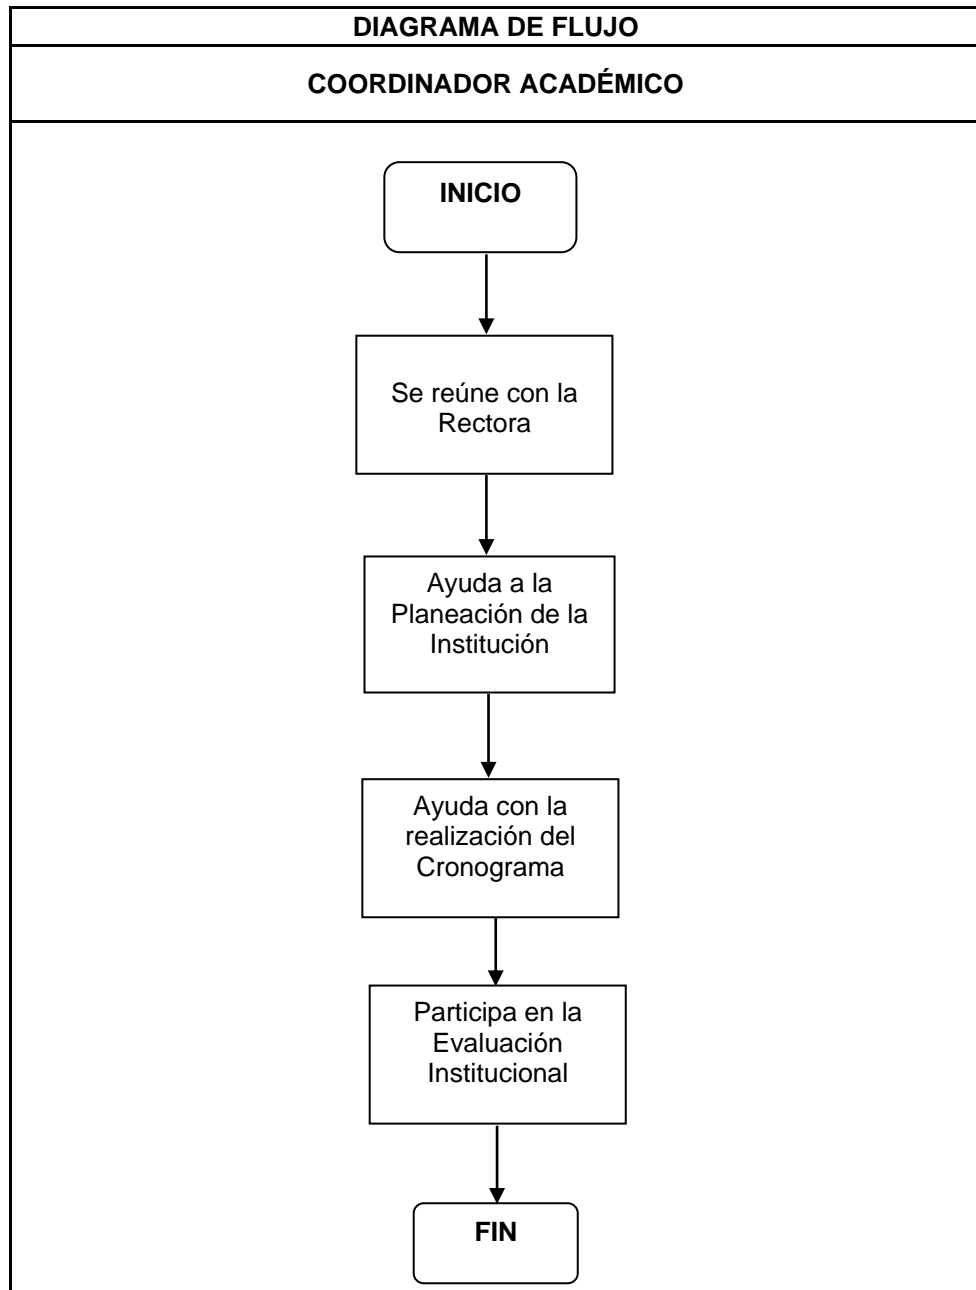 DIAGRAMA DE FLUJO
COORDINADOR ACADÉMICO
INICIO
Se reúne con la
Rectora
Ayuda a la
Planeación de la
Institución
Ayuda con la
realización del
Cronograma
Participa en la
Evaluación
Institucional
FIN